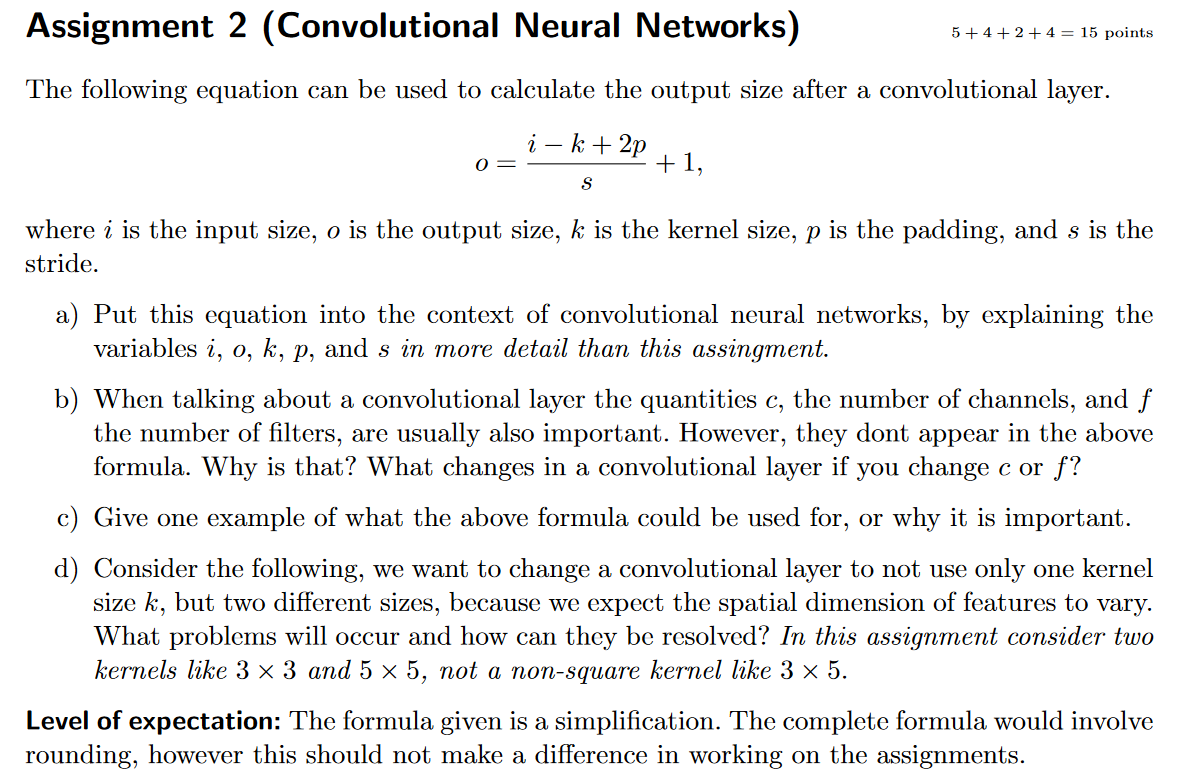 Assignment 2 (Convolutional Neural Networks)
5 + 4 + 2 + 4 = 15 points
The following equation can be used to calculate the output size after a convolutional layer.
o = \frac{i − k + 2p}{s} + 1,
where i is the input size, o is the output size, k is the kernel size, p is the padding, and s is the
stride.
a) Put this equation into the context of convolutional neural networks, by explaining the
variables i, o, k, p, and s in more detail than this assingment.
b) When talking about a convolutional layer the quantities c, the number of channels, and f
the number of filters, are usually also important. However, they dont appear in the above
formula. Why is that? What changes in a convolutional layer if you change c or f?
c) Give one example of what the above formula could be used for, or why it is important.
d) Consider the following, we want to change a convolutional layer to not use only one kernel
size k, but two different sizes, because we expect the spatial dimension of features to vary.
What problems will occur and how can they be resolved? In this assignment consider two
kernels like 3 × 3 and 5 × 5, not a non-square kernel like 3 × 5.
Level of expectation: The formula given is a simplification. The complete formula would involve
rounding, however this should not make a difference in working on the assignments.